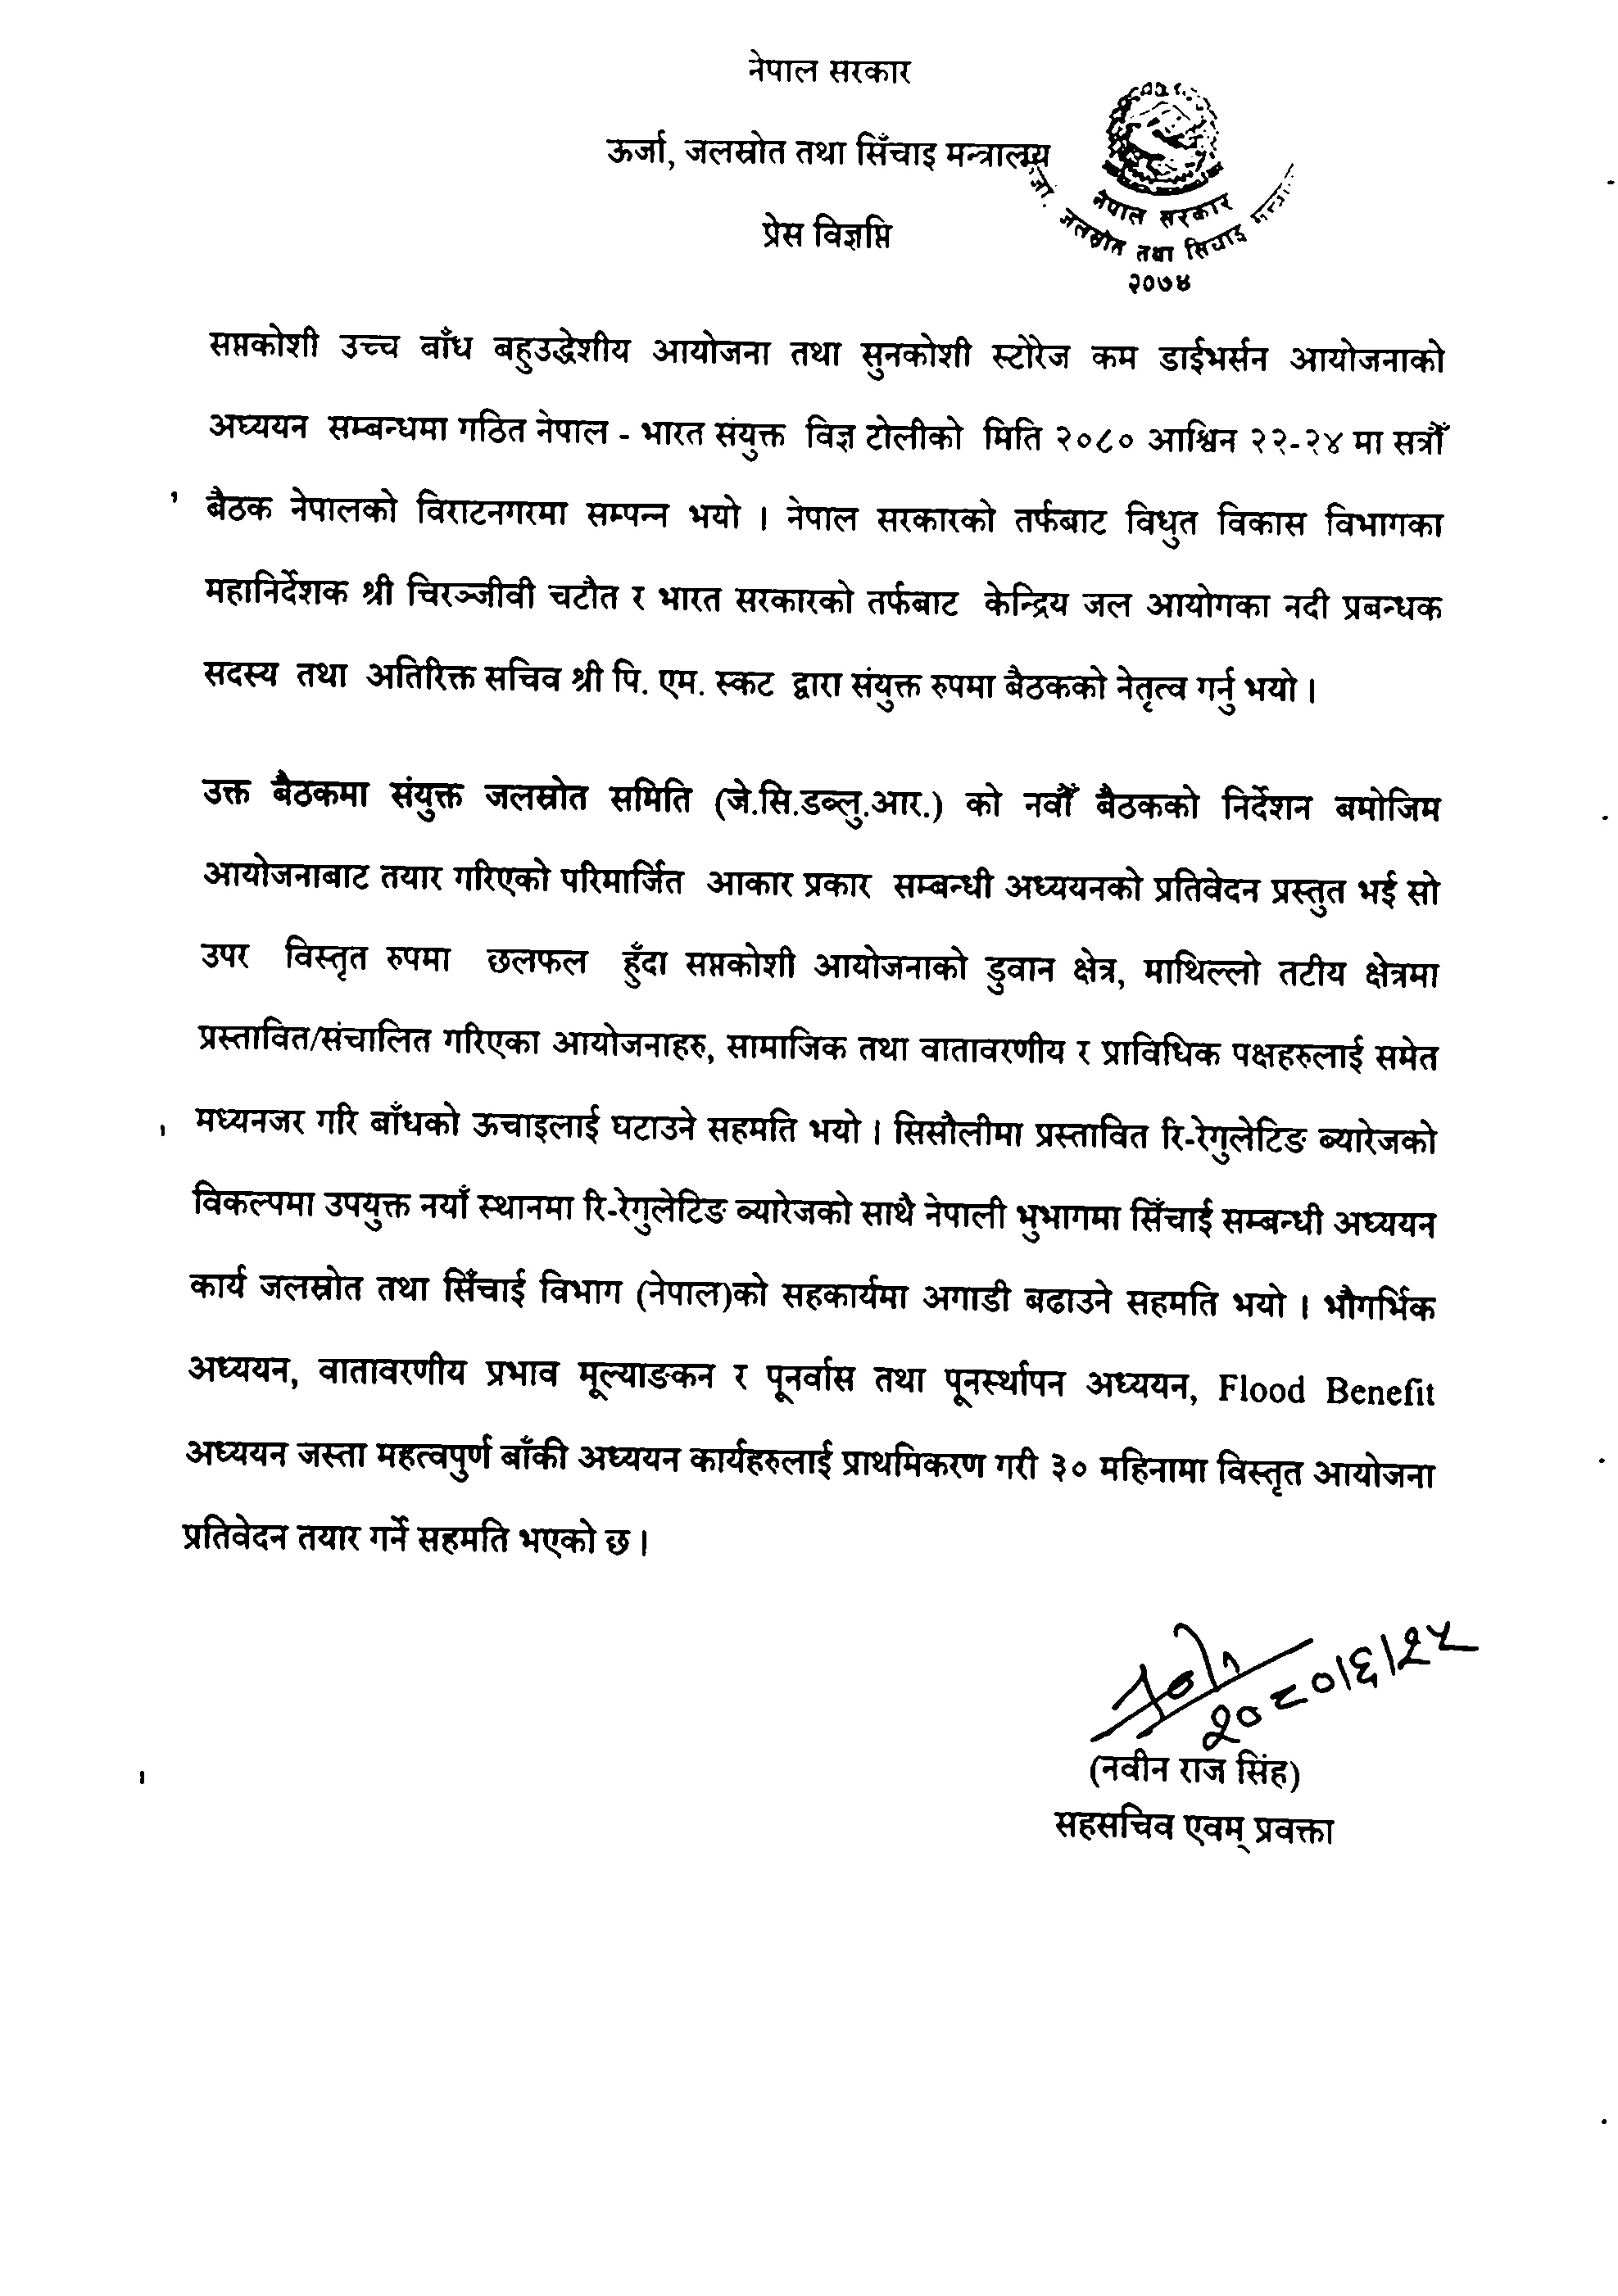 नेपाल सरकार
ऊर्जा, जलस्रोत तथा सिँचाइ मन्त्रालय
प्रेस विज्ञप्ति
नेपाल सरकार
जलस्रोत तथा सिंचाइ
२०७४
सप्तकोशी उच्च बाँध बहुउद्धेशीय आयोजना तथा सुनकोशी स्टोरेज कम डाईभर्सन आयोजनाको
अध्ययन सम्बन्धमा गठित नेपाल - भारत संयुक्त विज्ञ टोलीको मिति २०८० आश्विन २२-२४ मा सत्रौँ
बैठक नेपालको विराटनगरमा सम्पन्न भयो । नेपाल सरकारको तर्फबाट विधुत विकास विभागका
महानिर्देशक श्री चिरञ्जीवी चटौत र भारत सरकारको तर्फबाट केन्द्रिय जल आयोगका नदी प्रबन्धक
सदस्य तथा अतिरिक्त सचिव श्री पि. एम. स्कट द्वारा संयुक्त रुपमा बैठकको नेतृत्व गर्नु भयो ।
उक्त बैठकमा संयुक्त जलस्रोत समिति (जे.सि.डब्लु.आर.) को नवौँ बैठकको निर्देशन बमोजिम
आयोजनाबाट तयार गरिएको परिमार्जित आकार प्रकार सम्बन्धी अध्ययनको प्रतिवेदन प्रस्तुत भई सो
उपर विस्तृत रुपमा छलफल हुँदा सप्तकोशी आयोजनाको डुवान क्षेत्र, माथिल्लो तटीय क्षेत्रमा
प्रस्तावित/संचालित गरिएका आयोजनाहरु, सामाजिक तथा वातावरणीय र प्राविधिक पक्षहरुलाई समेत
मध्यनजर गरि बाँधको ऊचाइलाई घटाउने सहमति भयो । सिसौलीमा प्रस्तावित रि-रेगुलेटिङ ब्यारेजको
विकल्पमा उपयुक्त नयाँ स्थानमा रि-रेगुलेटिङ ब्यारेजको साथै नेपाली भुभागमा सिँचाई सम्बन्धी अध्ययन
कार्य जलस्रोत तथा सिँचाई विभाग (नेपाल)को सहकार्यमा अगाडी बढाउने सहमति भयो । भौगर्भिक
अध्ययन, वातावरणीय प्रभाव मूल्याङकन र पूनर्वास तथा पूनर्स्थापन अध्ययन, Flood Benefit
अध्ययन जस्ता महत्वपुर्ण बाँकी अध्ययन कार्यहरुलाई प्राथमिकरण गरी ३० महिनामा विस्तृत आयोजना
प्रतिवेदन तयार गर्ने सहमति भएको छ ।
२०८०/६/२५
(नवीन राज सिंह)
सहसचिव एवम् प्रवक्ता